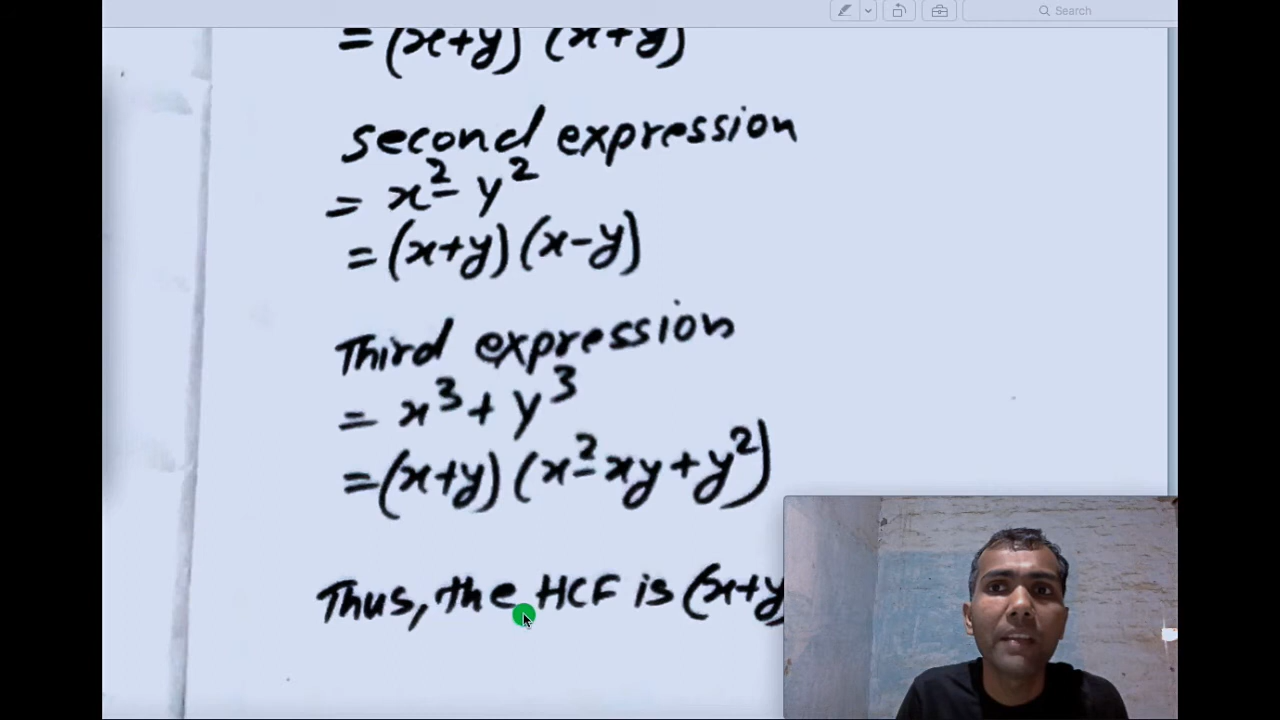 Search
= (x+y) (x+y)
second expression
= x² - y²
= (x+y) (x-y)
Third expression
= x³ + y³
= (x+y) (x² - xy + y²)
Thus, the HCF is (x+y